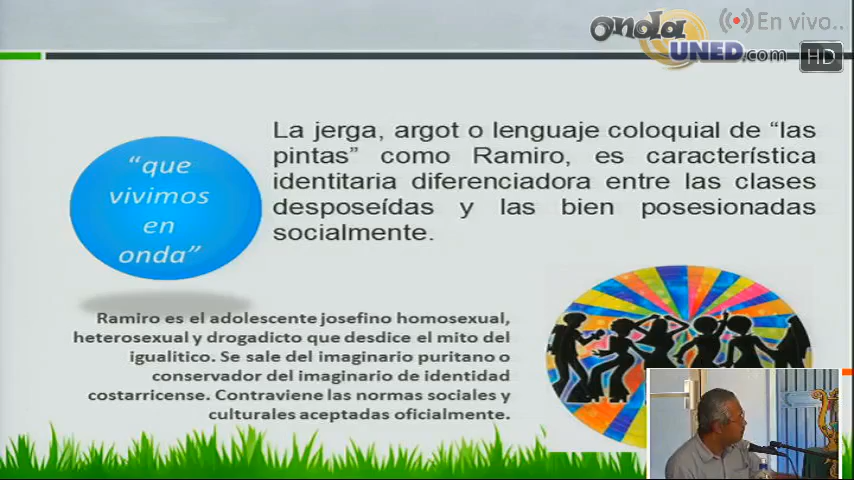 onda
UNED.com
En vivo..
HD
La jerga, argot o lenguaje coloquial de “las
pintas” como Ramiro, es característica
identitaria diferenciadora entre las clases
desposeídas y las bien posesionadas
socialmente.
“que
vivimos
en
onda”
Ramiro es el adolescente josefino homosexual,
heterosexual y drogadicto que desdice el mito del
igualitico. Se sale del imaginario puritano o
conservador del imaginario de identidad
costarricense. Contraviene las normas sociales y
culturales aceptadas oficialmente.